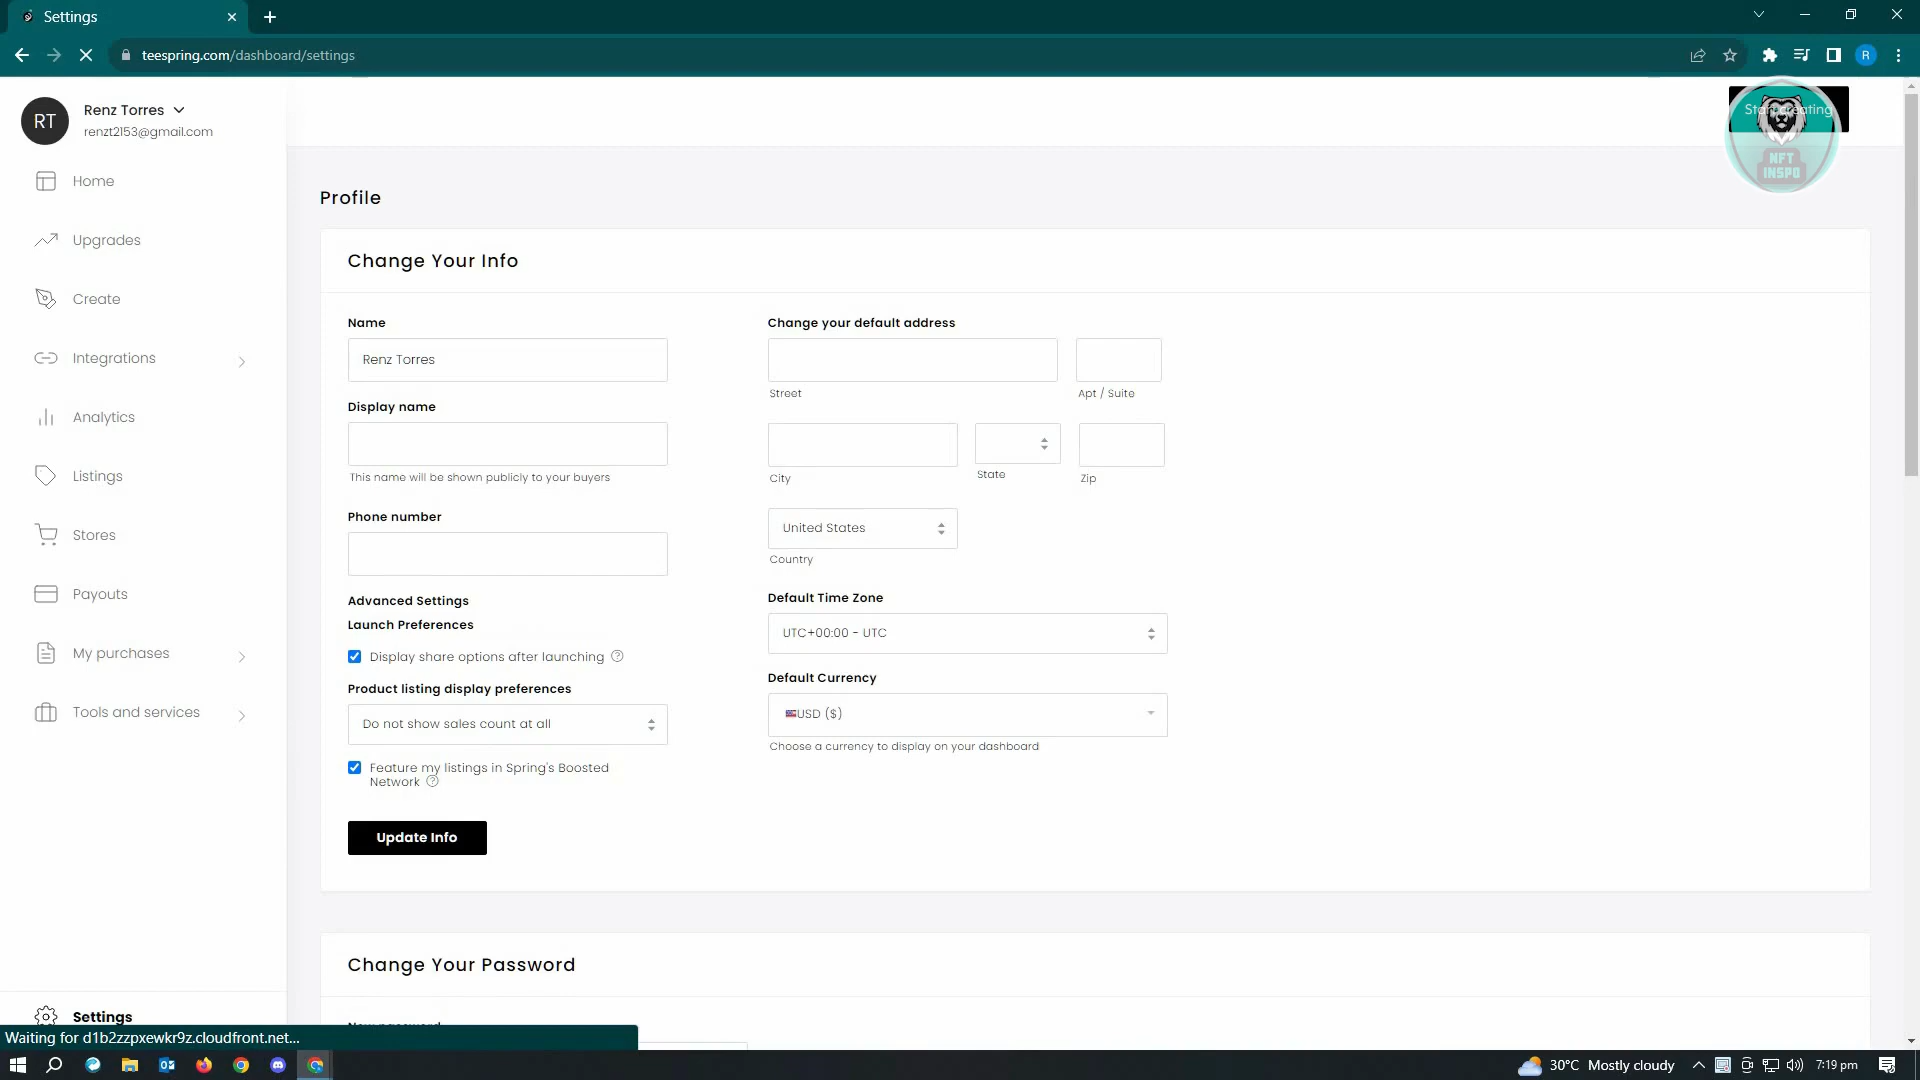 Settings
teespring.com/dashboard/settings
R
RT
Renz Torres
renzt2153@gmail.com
Start creating
NFT
INSPO
Home
Upgrades
Create
Integrations
Analytics
Listings
Stores
Payouts
My purchases
Tools and services
Settings
Profile
Change Your Info
Name
Renz Torres
Display name
This name will be shown publicly to your buyers
Phone number
Advanced Settings
Launch Preferences
Display share options after launching
Product listing display preferences
Do not show sales count at all
Feature my listings in Spring's Boosted
Network
Update Info
Change your default address
Street
Apt / Suite
City
State
Zip
United States
Country
Default Time Zone
UTC+00:00 - UTC
Default Currency
USD ($)
Choose a currency to display on your dashboard
Change Your Password
New password
Waiting for d1b2zzpxewkr9z.cloudfront.net...
30°C Mostly cloudy
7:19 pm